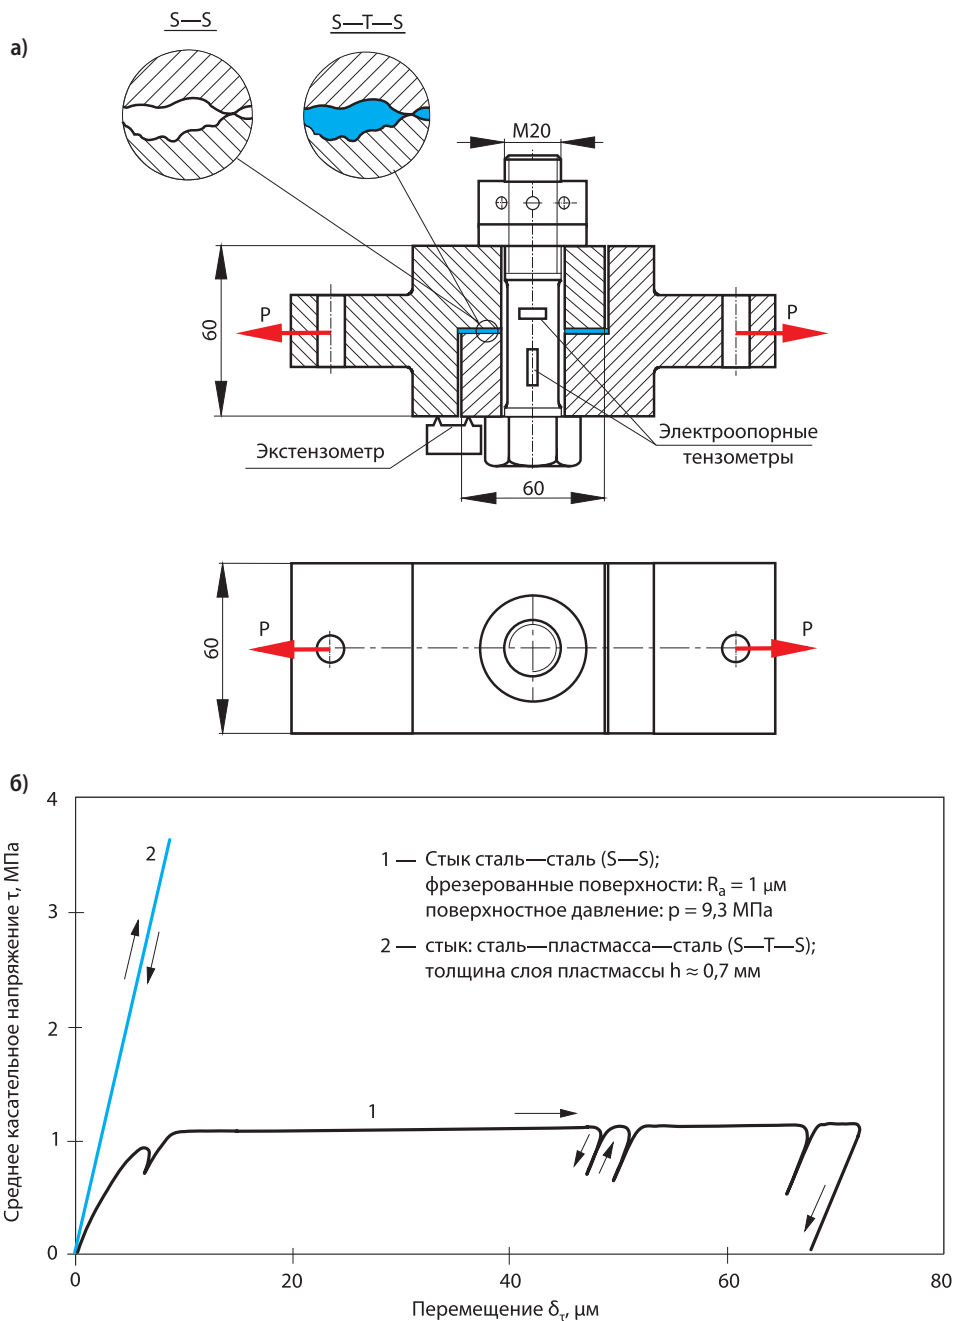 а)
S—S
S—T—S
M20
60
P
P
Экстензометр
Электроопорные
тензометры
60
60
P
P
б)
Среднее касательное напряжение τ, МПа
4
3
2
1
0
2
1
1 — Стык сталь—сталь (S—S);
фрезерованные поверхности: Rₐ = 1 μм
поверхностное давление: p = 9,3 МПа
2 — стык: сталь—пластмасса—сталь (S—T—S);
толщина слоя пластмассы h ≈ 0,7 мм
0
20
40
60
80
Перемещение δτ, μм